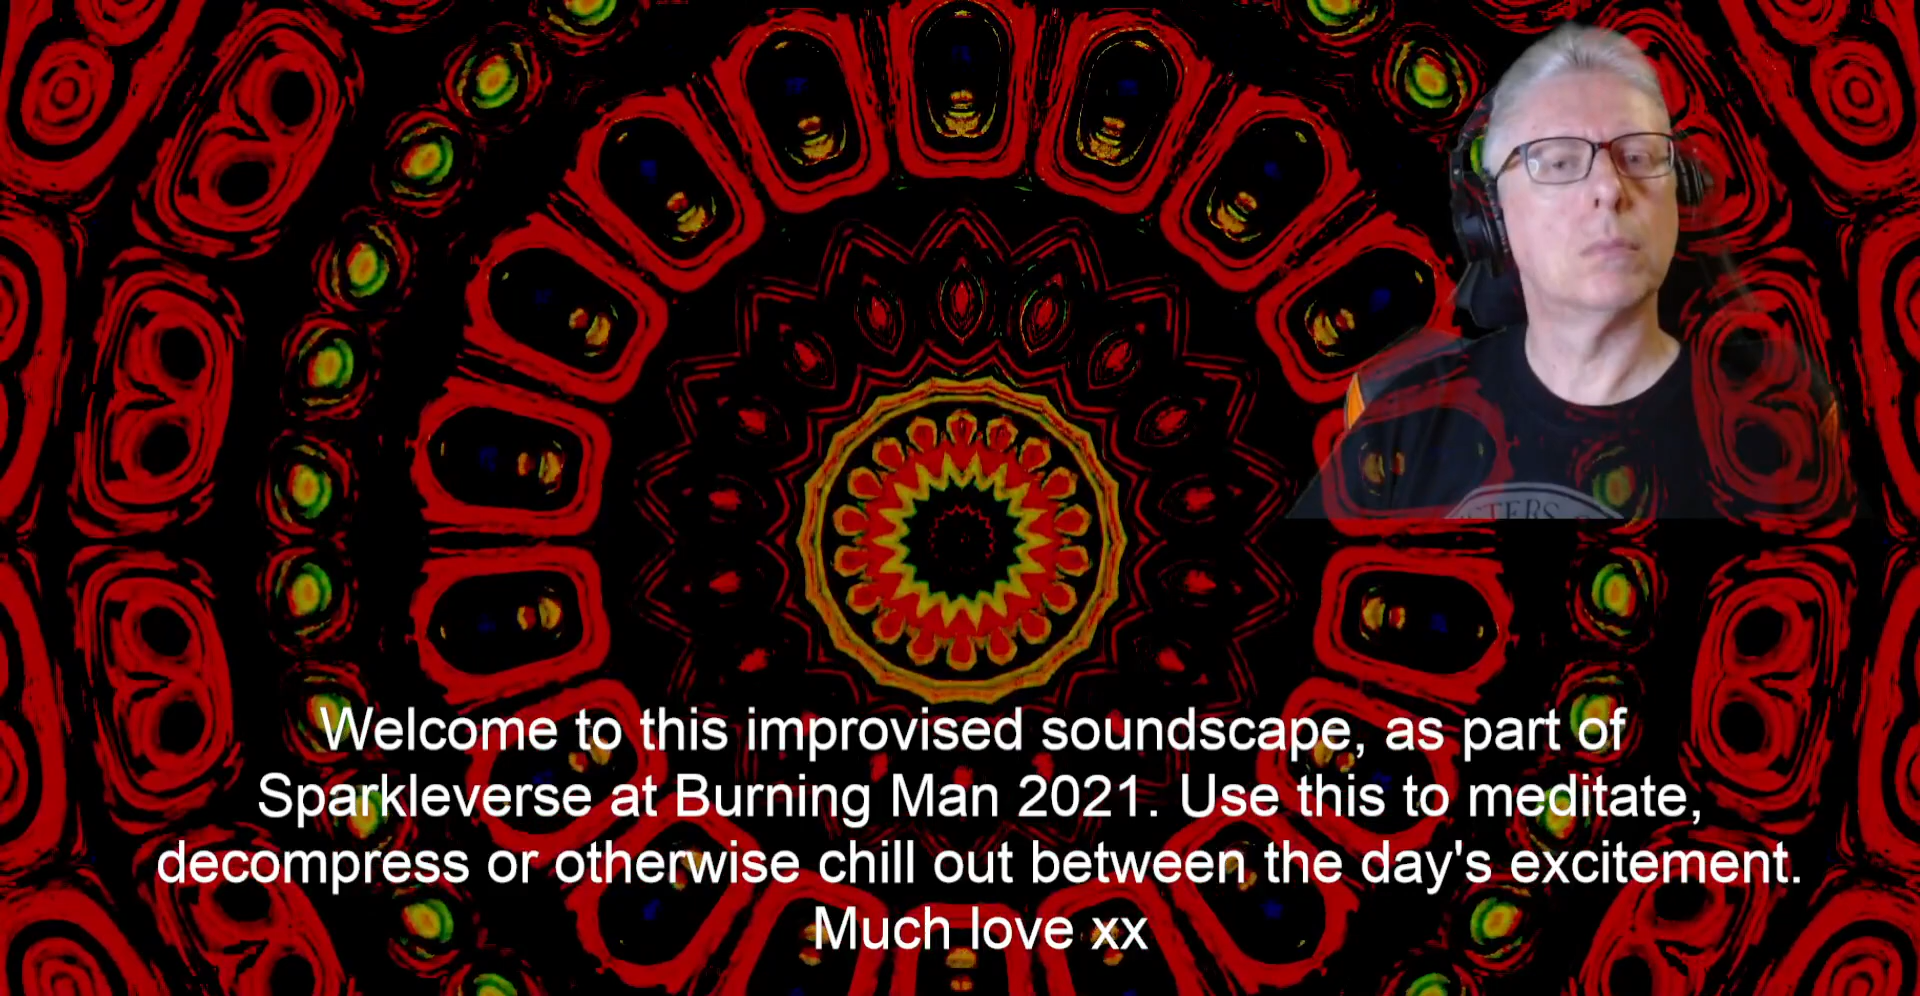 Welcome to this improvised soundscape, as part of
Sparkleverse at Burning Man 2021. Use this to meditate,
decompress or otherwise chill out between the day's excitement.
Much love xx